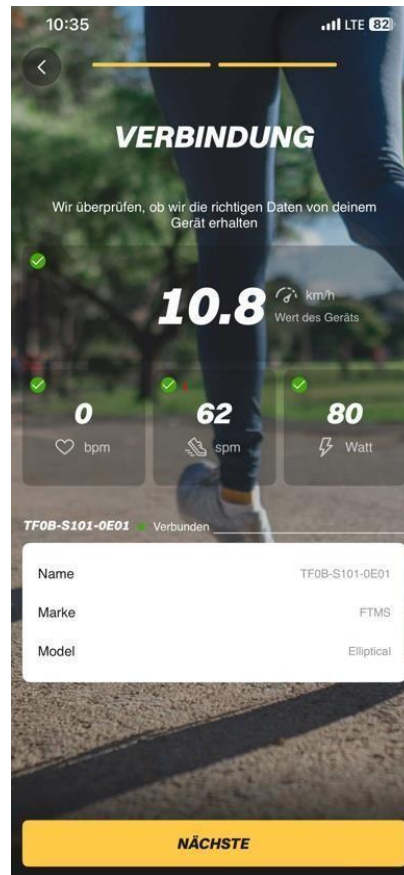 10:35
LTE 82
VERBINDUNG
Wir überprüfen, ob wir die richtigen Daten von deinem
Gerät erhalten
10.8 km/h
Wert des Geräts
0
62
80
bpm
spm
Watt
TF0B-S101-0E01 Verbunden
Name TF0B-S101-0E01
Marke FTMS
Model Elliptical
NÄCHSTE